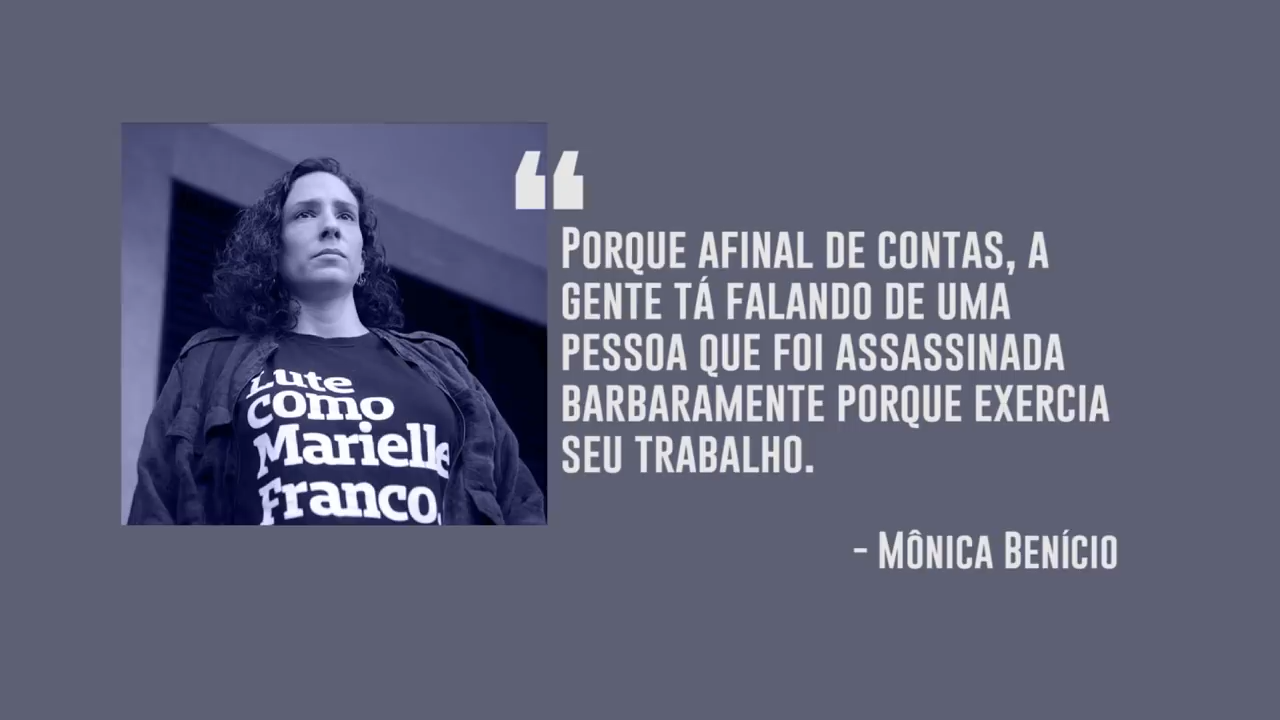 Lute
como
Marielle
Franco.
“
Porque afinal de contas, a
gente tá falando de uma
pessoa que foi assassinada
barbaramente porque exercia
seu trabalho.
- Mônica Benício